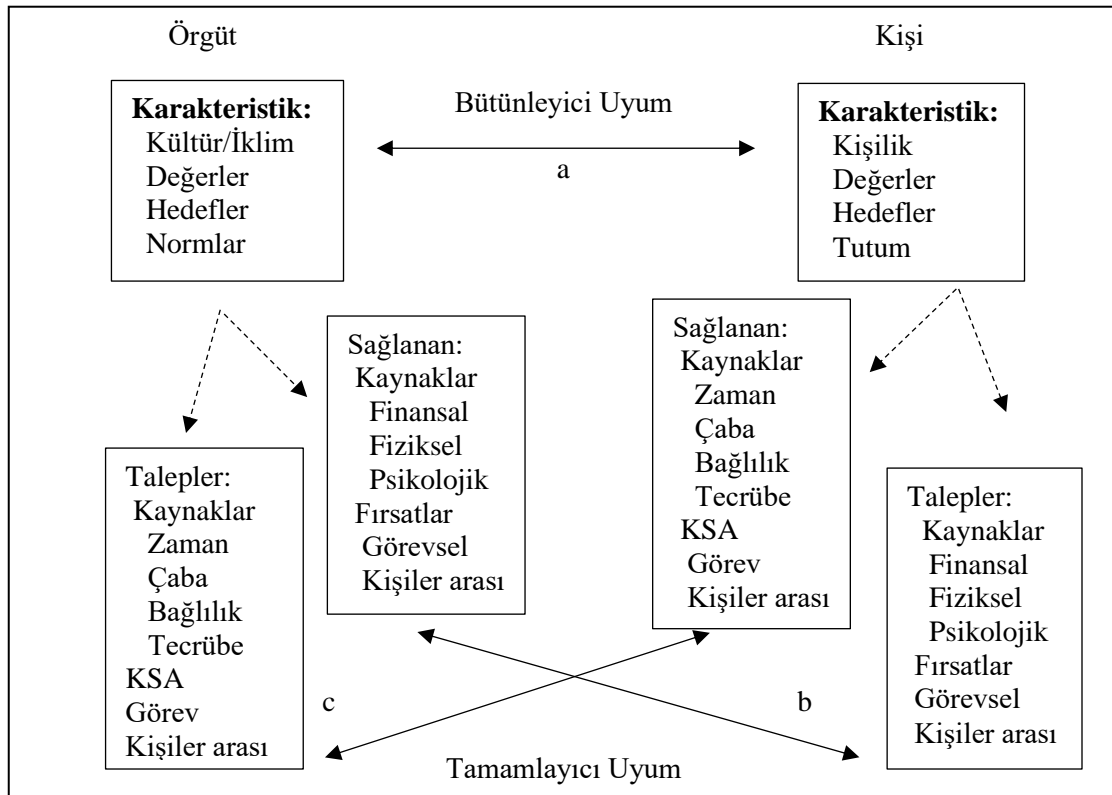 Örgüt
Kişi
Karakteristik:
Kültür/İklim
Değerler
Hedefler
Normlar
Bütünleyici Uyum
a
Karakteristik:
Kişilik
Değerler
Hedefler
Tutum
Talepler:
Kaynaklar
Zaman
Çaba
Bağlılık
Tecrübe
KSA
Görev
Kişiler arası
Sağlanan:
Kaynaklar
Finansal
Fiziksel
Psikolojik
Fırsatlar
Görevsel
Kişiler arası
Sağlanan:
Kaynaklar
Zaman
Çaba
Bağlılık
Tecrübe
KSA
Görev
Kişiler arası
Talepler:
Kaynaklar
Finansal
Fiziksel
Psikolojik
Fırsatlar
Görevsel
Kişiler arası
c
b
Tamamlayıcı Uyum